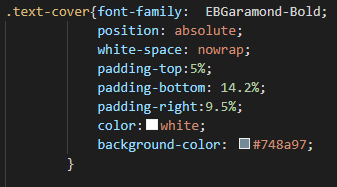 .text-cover{font-family:  EBGaramond-Bold;
position: absolute;
white-space: nowrap;
padding-top:5%;
padding-bottom: 14.2%;
padding-right:9.5%;
color:white;
background-color: #748a97;
}